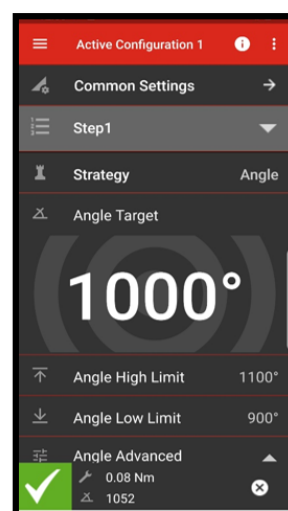 Active Configuration 1
Common Settings
Step1
Strategy Angle
Angle Target
1000°
Angle High Limit 1100°
Angle Low Limit 900°
Angle Advanced
0.08 Nm
1052